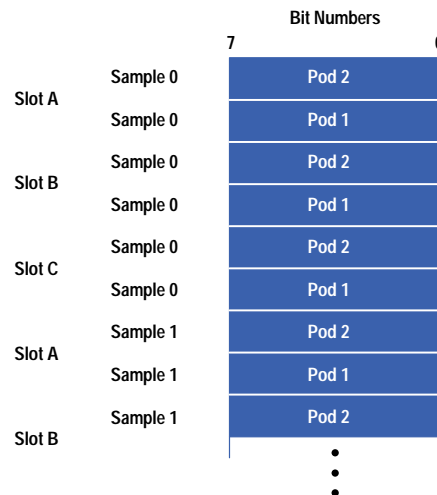 Bit Numbers
7
Sample 0 Pod 2
Slot A
Sample 0 Pod 1
Sample 0 Pod 2
Slot B
Sample 0 Pod 1
Sample 0 Pod 2
Slot C
Sample 0 Pod 1
Sample 1 Pod 2
Slot A
Sample 1 Pod 1
Sample 1 Pod 2
Slot B